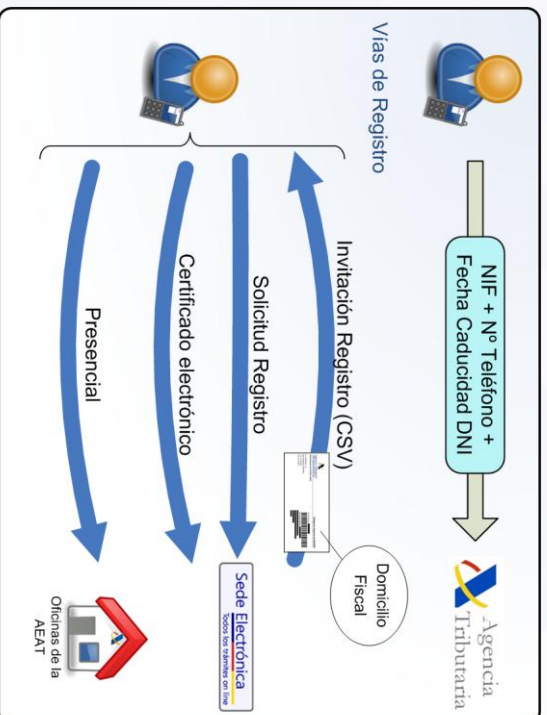 NIF + Nº Teléfono +
Fecha Caducidad DNI
Agencia
Tributaria
Vías de Registro
Invitación Registro (CSV)
Domicilio
Fiscal
Solicitud Registro
Sede Electrónica
Todos los trámites on line
Certificado electrónico
Presencial
Oficinas de la
AEAT